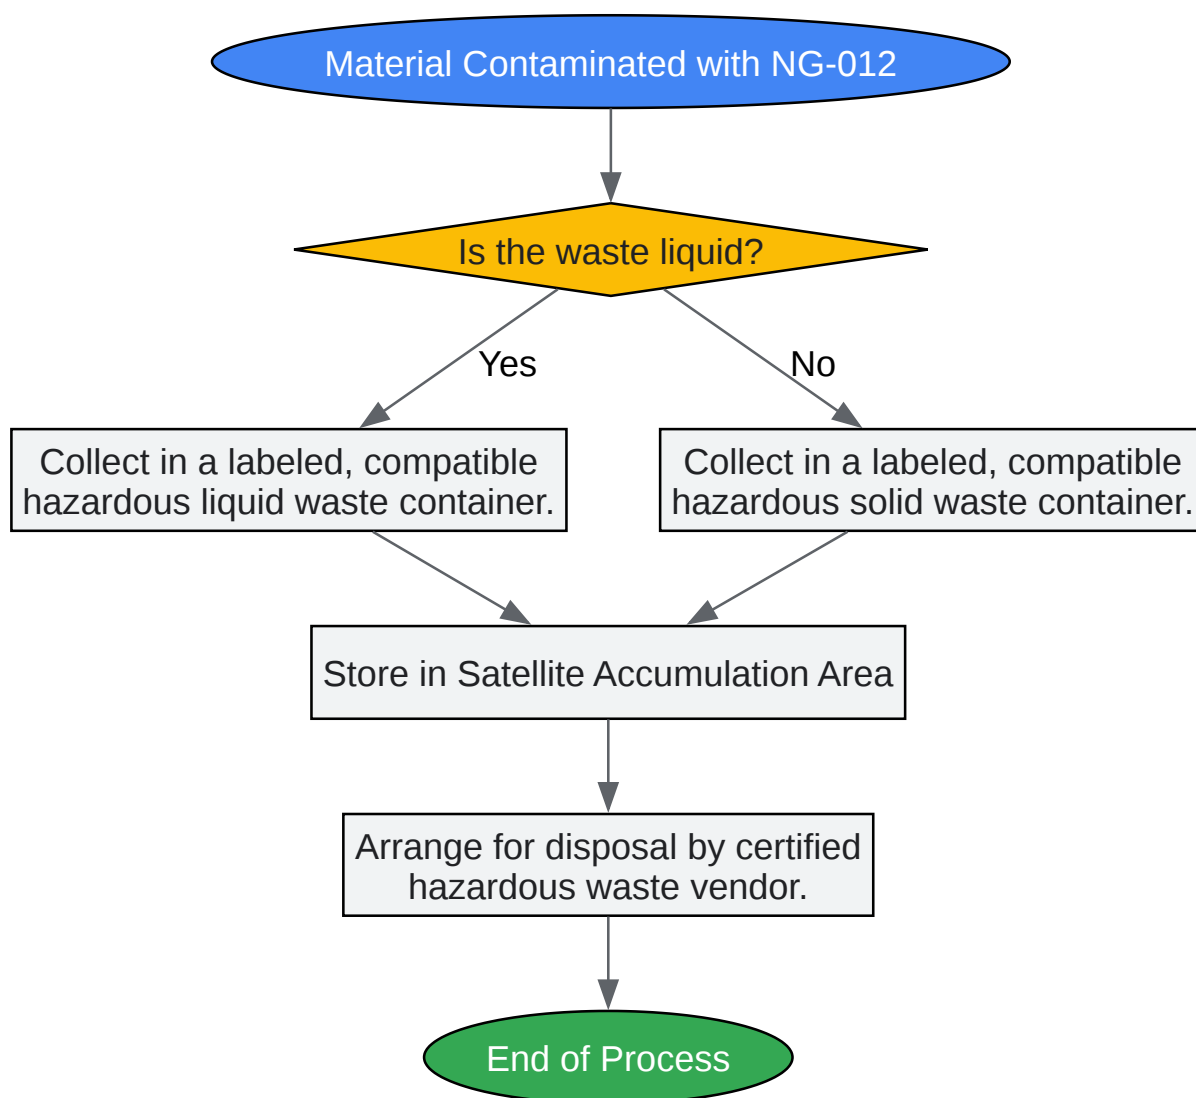 Material Contaminated with NG-012
Is the waste liquid?
Yes
No
Collect in a labeled, compatible
hazardous liquid waste container.
Collect in a labeled, compatible
hazardous solid waste container.
Store in Satellite Accumulation Area
Arrange for disposal by certified
hazardous waste vendor.
End of Process